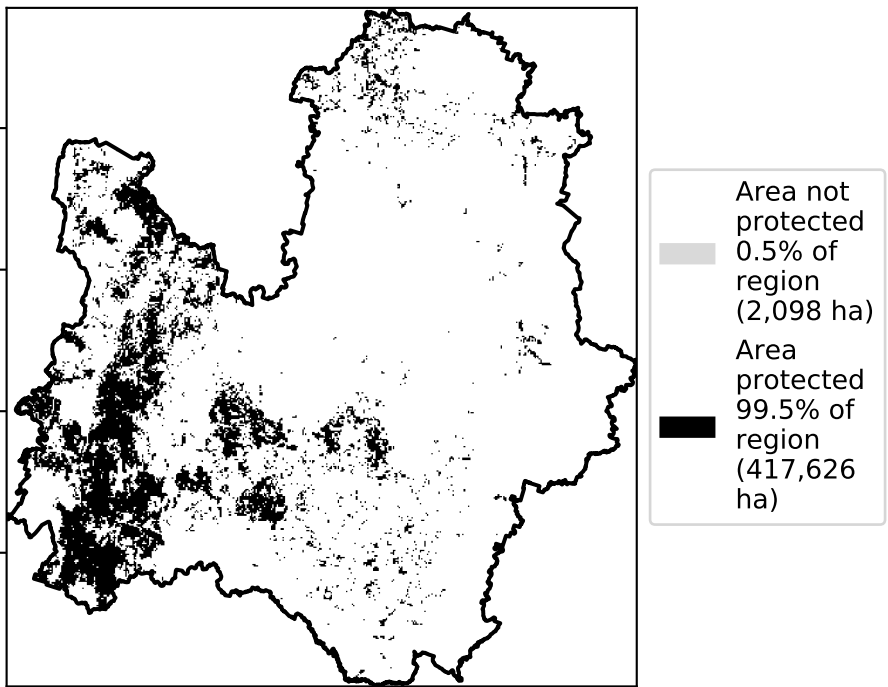 Area not
protected
0.5% of
region
(2,098 ha)
Area
protected
99.5% of
region
(417,626
ha)